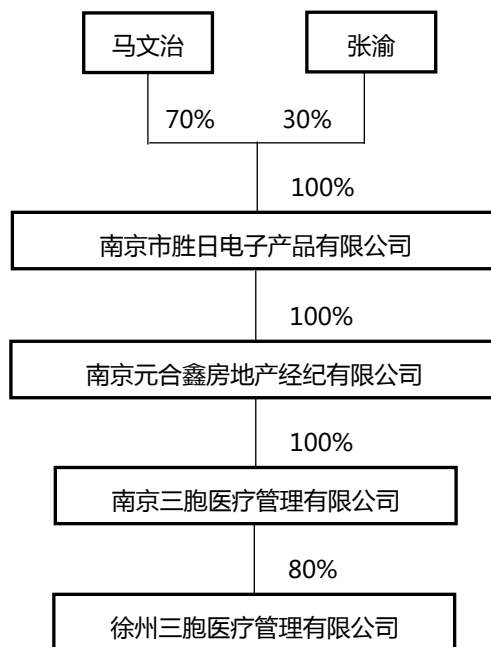 马文治
张渝
70%
30%
100%
南京市胜日电子产品有限公司
100%
南京元合鑫房地产经纪有限公司
100%
南京三胞医疗管理有限公司
80%
徐州三胞医疗管理有限公司